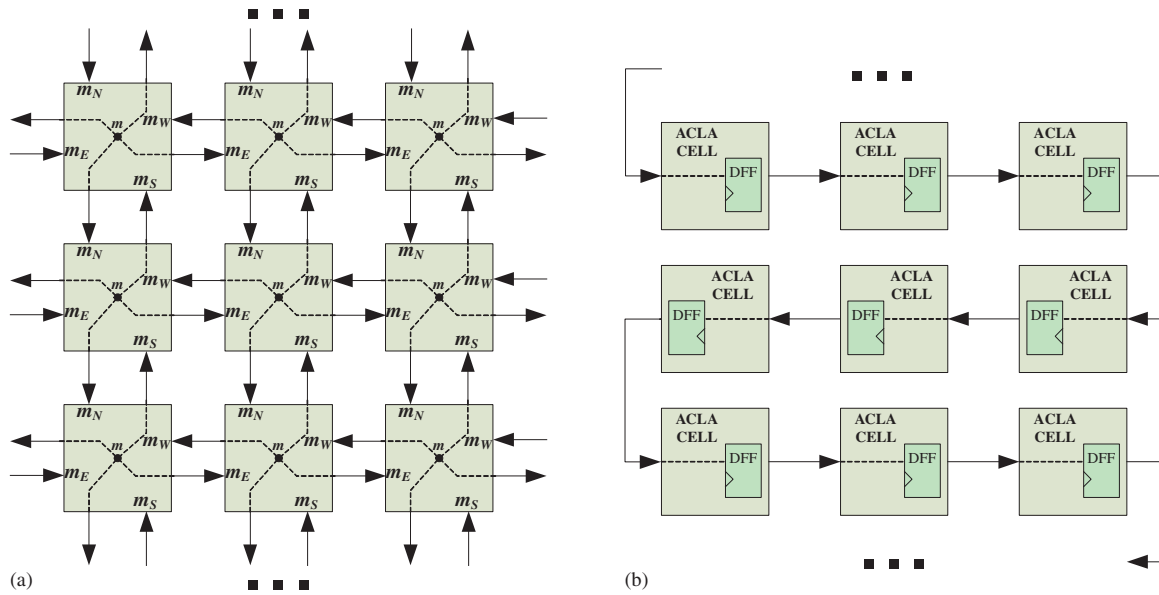 m_N m_N m_N
m m_W m m_W m m_W
m_E m_E m_E
m_S m_S m_S
m_N m_N m_N
m m_W m m_W m m_W
m_E m_E m_E
m_S m_S m_S
m_N m_N m_N
m m_W m m_W m m_W
m_E m_E m_E
m_S m_S m_S
(a)
ACLA ACLA ACLA
CELL CELL CELL
DFF DFF DFF
ACLA ACLA ACLA
CELL CELL CELL
DFF DFF DFF
ACLA ACLA ACLA
CELL CELL CELL
DFF DFF DFF
(b)